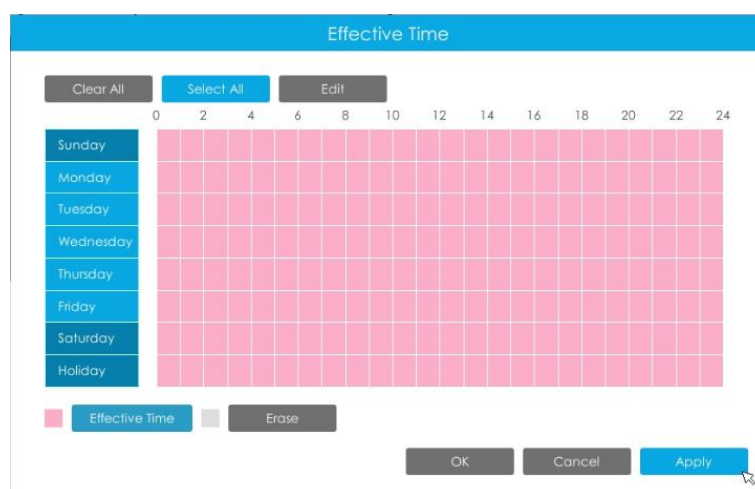 Effective Time
Clear All Select All Edit
0 2 4 6 8 10 12 14 16 18 20 22 24
Sunday
Monday
Tuesday
Wednesday
Thursday
Friday
Saturday
Holiday
Effective Time Erase
OK Cancel Apply